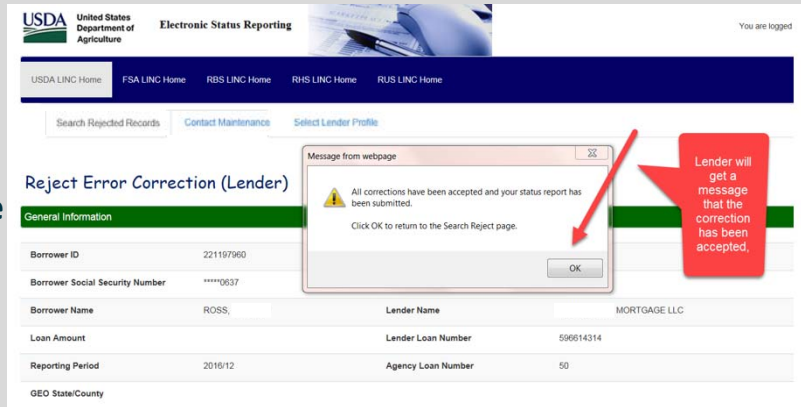 USDA United States Department of Agriculture
Electronic Status Reporting
You are logged
USDA LINC Home FSA LINC Home RBS LINC Home RHS LINC Home RUS LINC Home
Search Rejected Records Contact Maintenance Select Lender Profile
Reject Error Correction (Lender)
Message from webpage
All corrections have been accepted and your status report has
been submitted.
Click OK to return to the Search Reject page.
OK
Lender will
get a
message
that the
correction
has been
accepted,
e
General Information
Borrower ID 221197960
Borrower Social Security Number *****0637
Borrower Name ROSS, Lender Name MORTGAGE LLC
Loan Amount Lender Loan Number 596614314
Reporting Period 2016/12 Agency Loan Number 50
GEO State/County